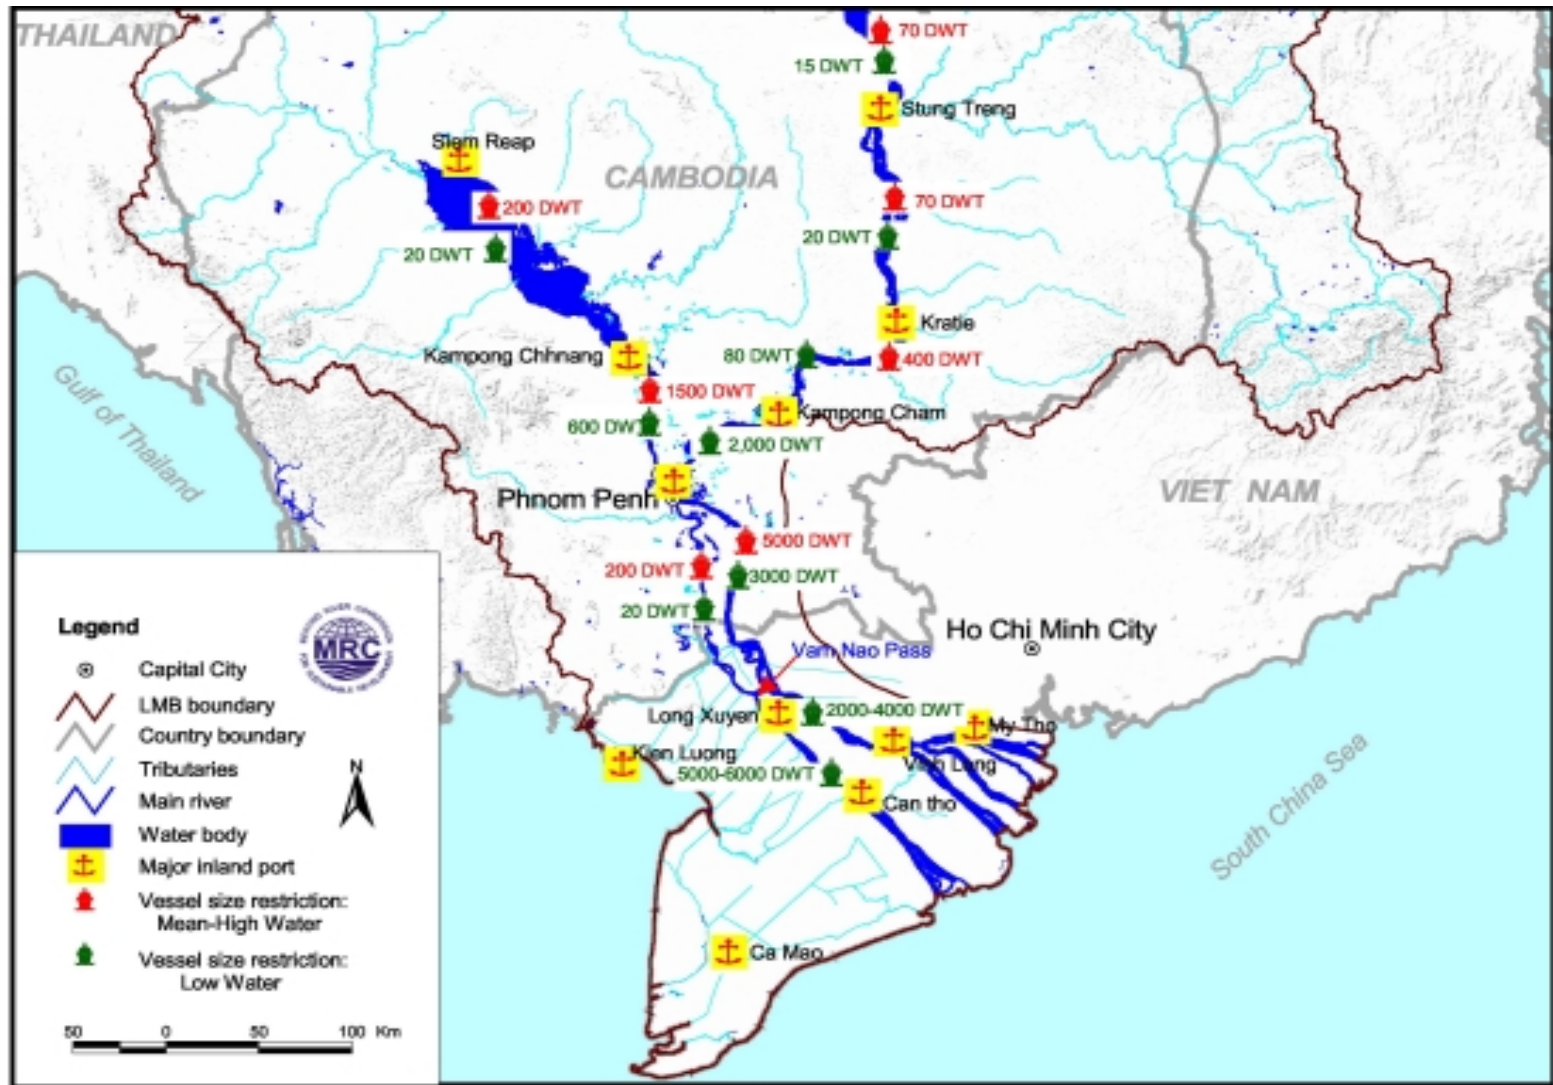 THAILAND
70 DWT
15 DWT
Stung Treng
Siem Reap
CAMBODIA
200 DWT
70 DWT
20 DWT
20 DWT
Kratie
Kampong Chhnang
80 DWT
400 DWT
1500 DWT
Kampong Cham
600 DWT
2,000 DWT
Gulf of Thailand
Phnom Penh
VIET NAM
5000 DWT
200 DWT
3000 DWT
20 DWT
Ho Chi Minh City
Vam Nao Pass
Long Xuyen
2000-4000 DWT
My Tho
Kien Luong
Vinh Long
5000-6000 DWT
Can tho
South China Sea
Ca Mao
Legend
MRC
Capital City
LMB boundary
Country boundary
Tributaries
N
Main river
Water body
Major inland port
Vessel size restriction:
Mean-High Water
Vessel size restriction:
Low Water
50 0 50 100 Km